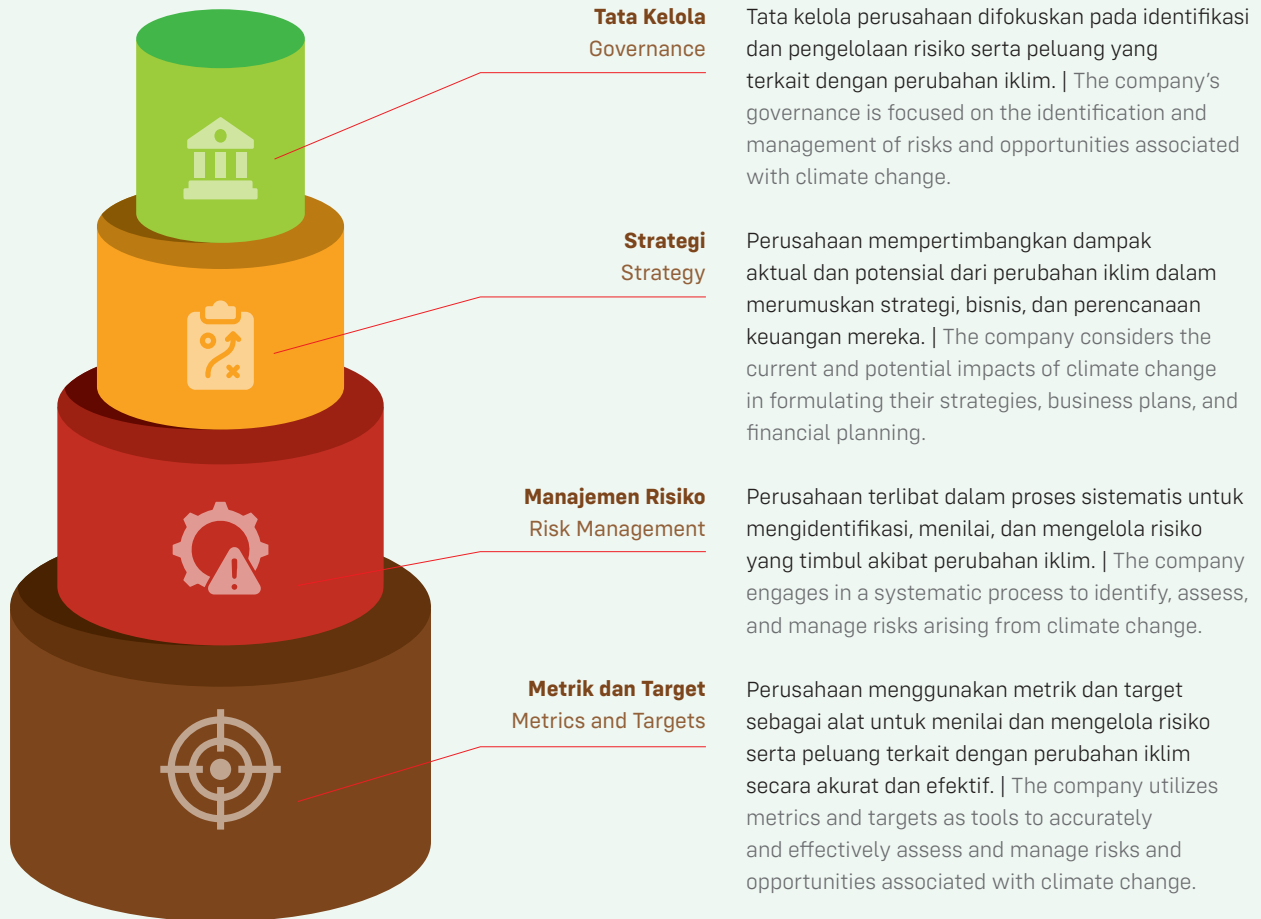 Tata Kelola
Governance
Tata kelola perusahaan difokuskan pada identifikasi
dan pengelolaan risiko serta peluang yang
terkait dengan perubahan iklim. | The company’s
governance is focused on the identification and
management of risks and opportunities associated
with climate change.
Strategi
Strategy
Perusahaan mempertimbangkan dampak
aktual dan potensial dari perubahan iklim dalam
merumuskan strategi, bisnis, dan perencanaan
keuangan mereka. | The company considers the
current and potential impacts of climate change
in formulating their strategies, business plans, and
financial planning.
Manajemen Risiko
Risk Management
Perusahaan terlibat dalam proses sistematis untuk
mengidentifikasi, menilai, dan mengelola risiko
yang timbul akibat perubahan iklim. | The company
engages in a systematic process to identify, assess,
and manage risks arising from climate change.
Metrik dan Target
Metrics and Targets
Perusahaan menggunakan metrik dan target
sebagai alat untuk menilai dan mengelola risiko
serta peluang terkait dengan perubahan iklim
secara akurat dan efektif. | The company utilizes
metrics and targets as tools to accurately
and effectively assess and manage risks and
opportunities associated with climate change.